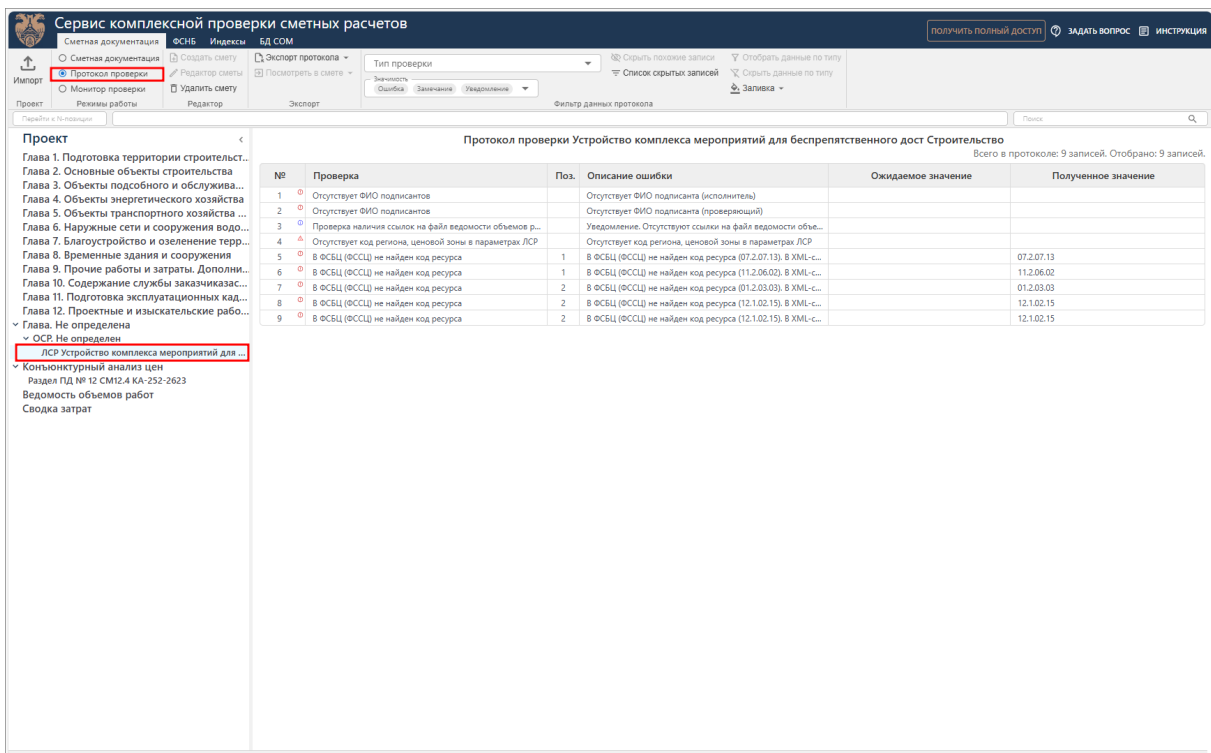 Сервис комплексной проверки сметных расчетов
Сметная документация ФСНБ Индексы БД СОМ
ПОЛУЧИТЬ ПОЛНЫЙ ДОСТУП ЗАДАТЬ ВОПРОС ИНСТРУКЦИЯ
Импорт
Проект
Сметная документация
Протокол проверки
Монитор проверки
Режимы работы
Создать смету
Редактор сметы
Удалить смету
Редактор
Экспорт протокола
Посмотреть в смете
Экспорт
Тип проверки
Значимость
Ошибка Замечание Уведомление
Скрыть похожие записи
Список скрытых записей
Отобрать данные по типу
Скрыть данные по типу
Заливка
Фильтр данных протокола
Перейти к N-позиции
Поиск
Проект
Глава 1. Подготовка территории строительст...
Глава 2. Основные объекты строительства
Глава 3. Объекты подсобного и обслужива...
Глава 4. Объекты энергетического хозяйства
Глава 5. Объекты транспортного хозяйства ...
Глава 6. Наружные сети и сооружения водо...
Глава 7. Благоустройство и озеленение терр...
Глава 8. Временные здания и сооружения
Глава 9. Прочие работы и затраты. Дополни...
Глава 10. Содержание службы заказчиказас...
Глава 11. Подготовка эксплуатационных кад...
Глава 12. Проектные и изыскательские рабо...
Глава. Не определена
ОСР. Не определен
ЛСР Устройство комплекса мероприятий для ...
Конъюнктурный анализ цен
Раздел ПД № 12 СМ12.4 КА-252-2623
Ведомость объемов работ
Сводка затрат
Протокол проверки Устройство комплекса мероприятий для беспрепятственного дост Строительство
Всего в протоколе: 9 записей. Отобрано: 9 записей.
№ Проверка Поз. Описание ошибки Ожидаемое значение Полученное значение
1 Отсутствует ФИО подписантов Отсутствует ФИО подписанта (исполнитель)
2 Отсутствует ФИО подписантов Отсутствует ФИО подписанта (проверяющий)
3 Проверка наличия ссылок на файл ведомости объемов р... Уведомление. Отсутствуют ссылки на файл ведомости объе...
4 Отсутствует код региона, ценовой зоны в параметрах ЛСР Отсутствует код региона, ценовой зоны в параметрах ЛСР
5 В ФСБЦ (ФССЦ) не найден код ресурса 1 В ФСБЦ (ФССЦ) не найден код ресурса (07.2.07.13). В XML-с... 07.2.07.13
6 В ФСБЦ (ФССЦ) не найден код ресурса 1 В ФСБЦ (ФССЦ) не найден код ресурса (11.2.06.02). В XML-с... 11.2.06.02
7 В ФСБЦ (ФССЦ) не найден код ресурса 2 В ФСБЦ (ФССЦ) не найден код ресурса (01.2.03.03). В XML-с... 01.2.03.03
8 В ФСБЦ (ФССЦ) не найден код ресурса 2 В ФСБЦ (ФССЦ) не найден код ресурса (12.1.02.15). В XML-с... 12.1.02.15
9 В ФСБЦ (ФССЦ) не найден код ресурса 2 В ФСБЦ (ФССЦ) не найден код ресурса (12.1.02.15). В XML-с... 12.1.02.15